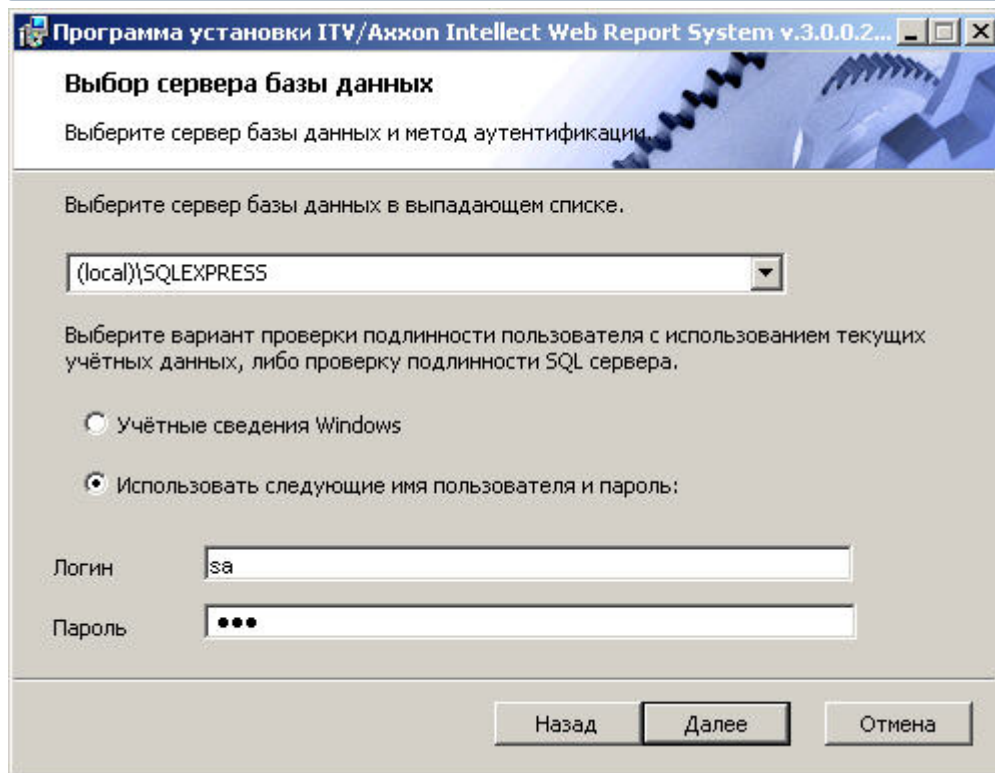 Программа установки ITV/Axxon Intellect Web Report System v.3.0.0.2...
Выбор сервера базы данных
Выберите сервер базы данных и метод аутентификации.
Выберите сервер базы данных в выпадающем списке.
(local)\SQLEXPRESS
Выберите вариант проверки подлинности пользователя с использованием текущих
учётных данных, либо проверку подлинности SQL сервера.
Учётные сведения Windows
Использовать следующие имя пользователя и пароль:
Логин sa
Пароль ●●●
Назад Далее Отмена